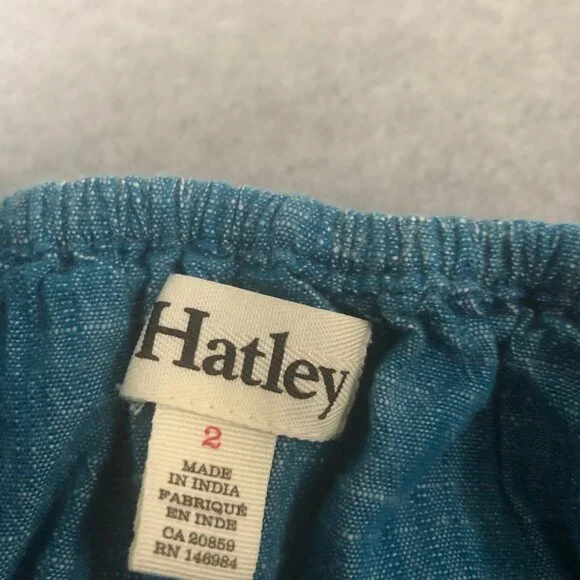 Hatley
2
MADE
IN INDIA
FABRIQUÉ
EN INDE
CA 20859
RN 146984